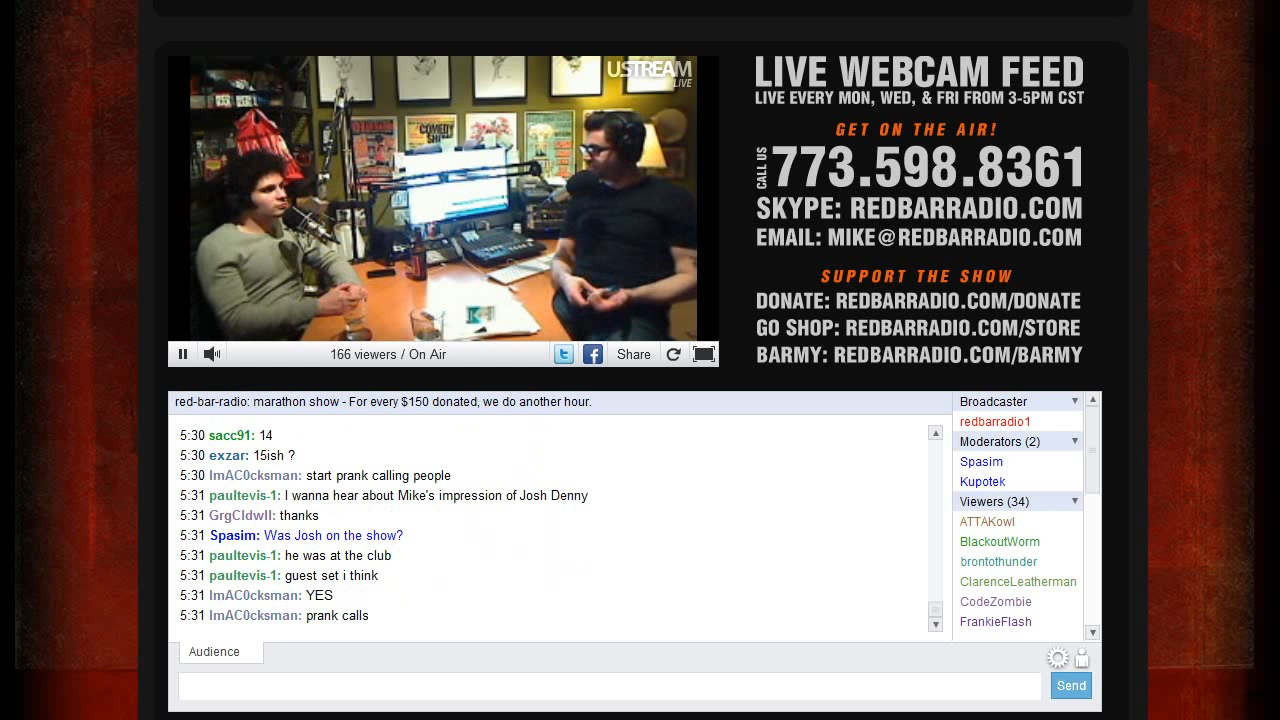 USTREAM
LIVE
COMEDY
166 viewers / On Air
Share
LIVE WEBCAM FEED
LIVE EVERY MON, WED, & FRI FROM 3-5PM CST
GET ON THE AIR!
CALL US 773.598.8361
SKYPE: REDBARRADIO.COM
EMAIL: MIKE@REDBARRADIO.COM
SUPPORT THE SHOW
DONATE: REDBARRADIO.COM/DONATE
GO SHOP: REDBARRADIO.COM/STORE
BARMY: REDBARRADIO.COM/BARMY
red-bar-radio: marathon show - For every $150 donated, we do another hour.
5:30 sacc91: 14
5:30 exzar: 15ish ?
5:30 ImAC0cksman: start prank calling people
5:31 paultevis-1: I wanna hear about Mike's impression of Josh Denny
5:31 GrgCldwll: thanks
5:31 Spasim: Was Josh on the show?
5:31 paultevis-1: he was at the club
5:31 paultevis-1: guest set i think
5:31 ImAC0cksman: YES
5:31 ImAC0cksman: prank calls
Broadcaster
redbarradio1
Moderators (2)
Spasim
Kupotek
Viewers (34)
ATTAKowl
BlackoutWorm
brontothunder
ClarenceLeatherman
CodeZombie
FrankieFlash
Audience
Send